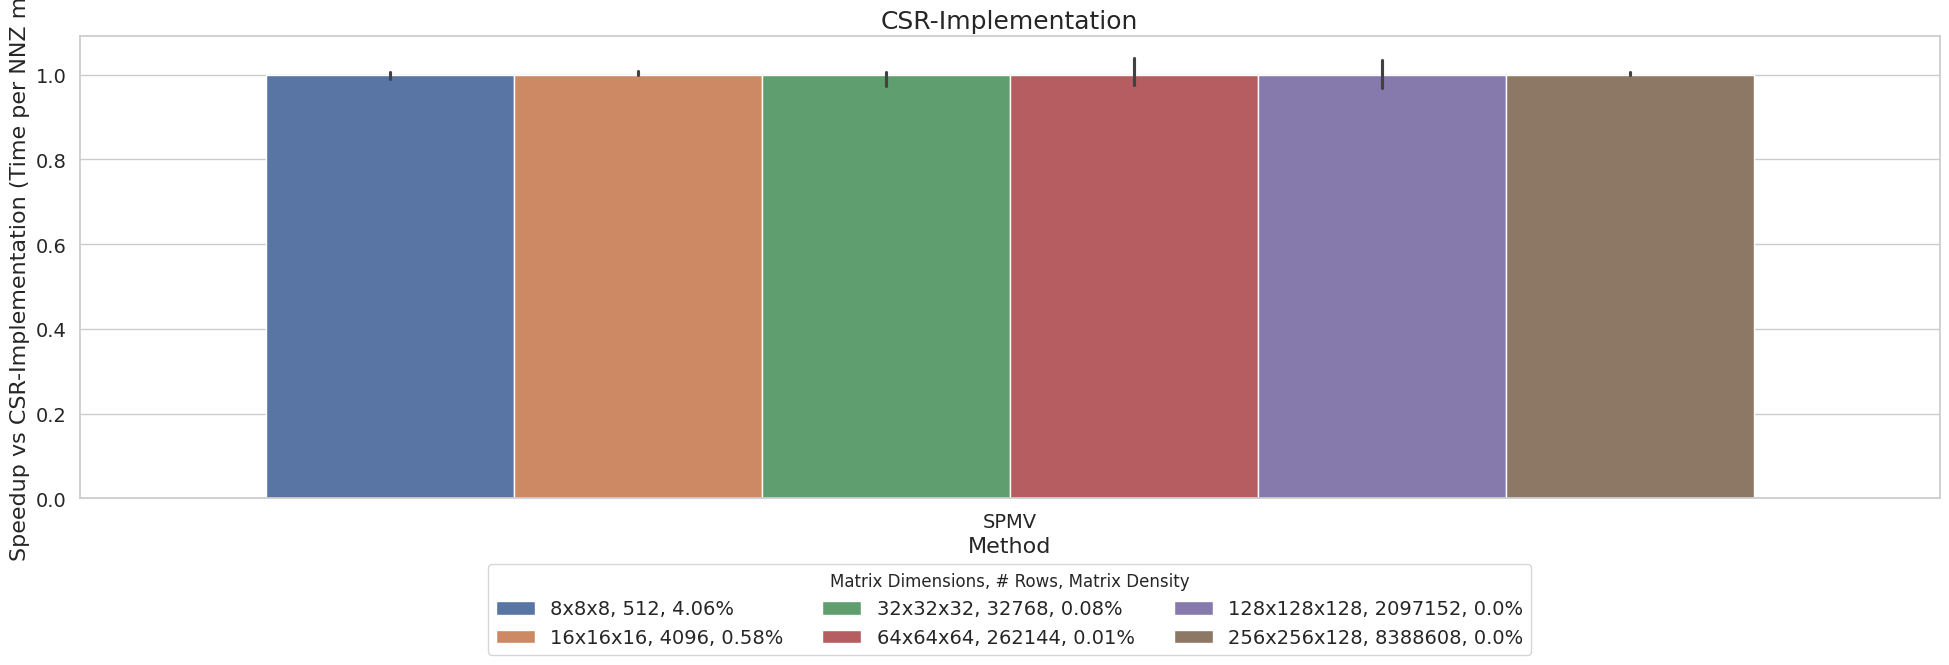 CSR-Implementation
Speedup vs CSR-Implementation (Time per NNZ m
1.0
0.8
0.6
0.4
0.2
0.0
SPMV
Method
Matrix Dimensions, # Rows, Matrix Density
8x8x8, 512, 4.06%
16x16x16, 4096, 0.58%
32x32x32, 32768, 0.08%
64x64x64, 262144, 0.01%
128x128x128, 2097152, 0.0%
256x256x128, 8388608, 0.0%